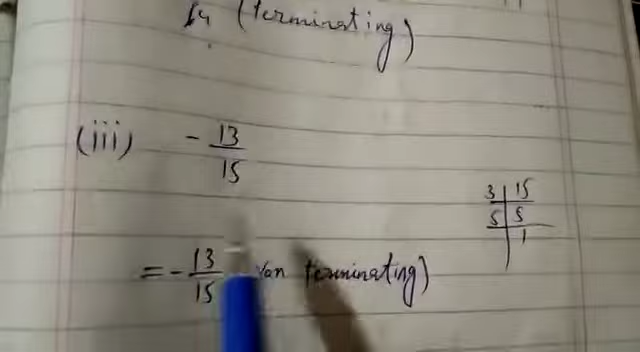 (terminating)
(iii) -13/15
3 | 15
5 | 5
1
= -13/15 Non terminating)